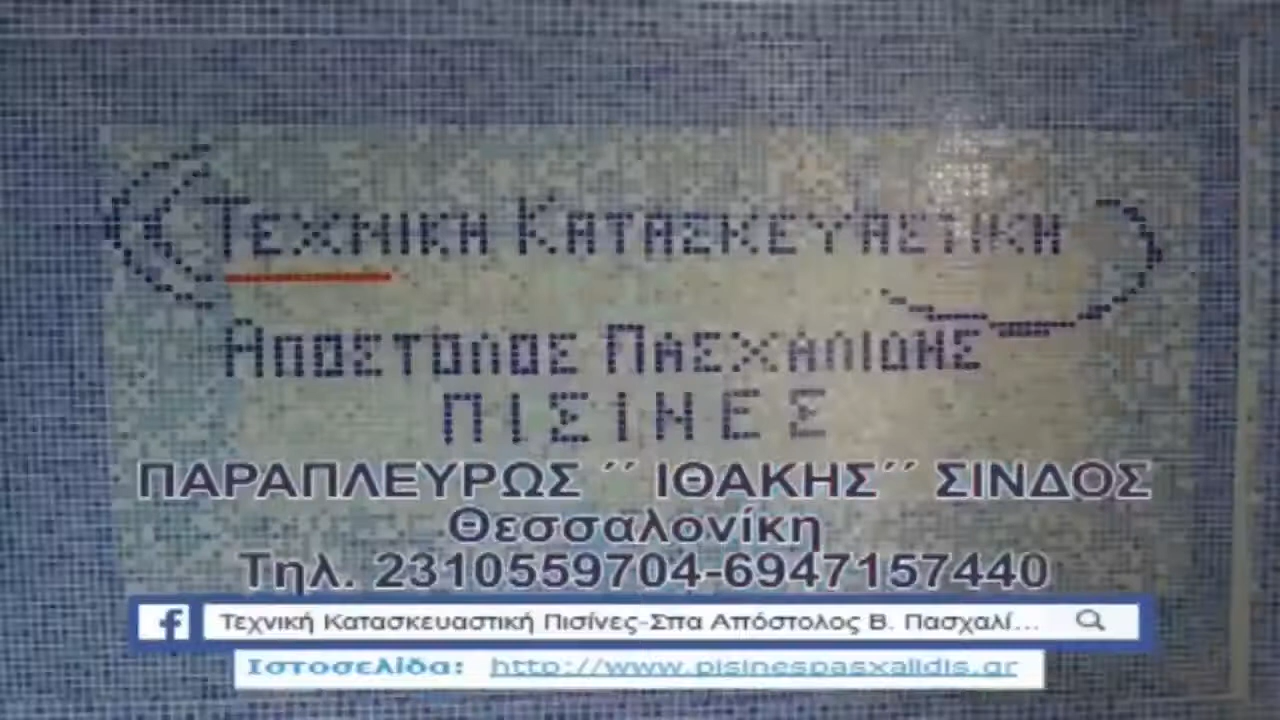 ΤΕΧΝΙΚΗ ΚΑΤΑΣΚΕΥΑΣΤΙΚΗ
ΑΠΟΣΤΟΛΟΣ ΠΑΣΧΑΛΙΔΗΣ
ΠΙΣΙΝΕΣ
ΠΑΡΑΠΛΕΥΡΩΣ ΄΄ ΙΘΑΚΗΣ΄΄ ΣΙΝΔΟΣ
Θεσσαλονίκη
Τηλ. 2310559704-6947157440
Τεχνική Κατασκευαστική Πισίνες-Σπα Απόστολος Β. Πασχαλί...
Ιστοσελίδα: http://www.pisinespasxalidis.gr